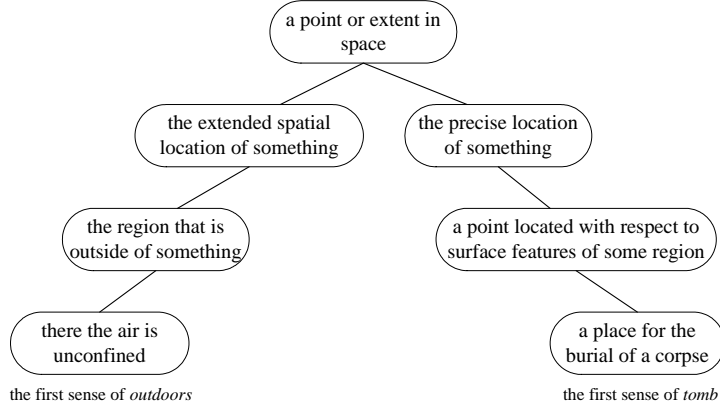 a point or extent in
space
the extended spatial
location of something
the precise location
of something
the region that is
outside of something
a point located with respect to
surface features of some region
there the air is
unconfined
a place for the
burial of a corpse
the first sense of outdoors
the first sense of tomb